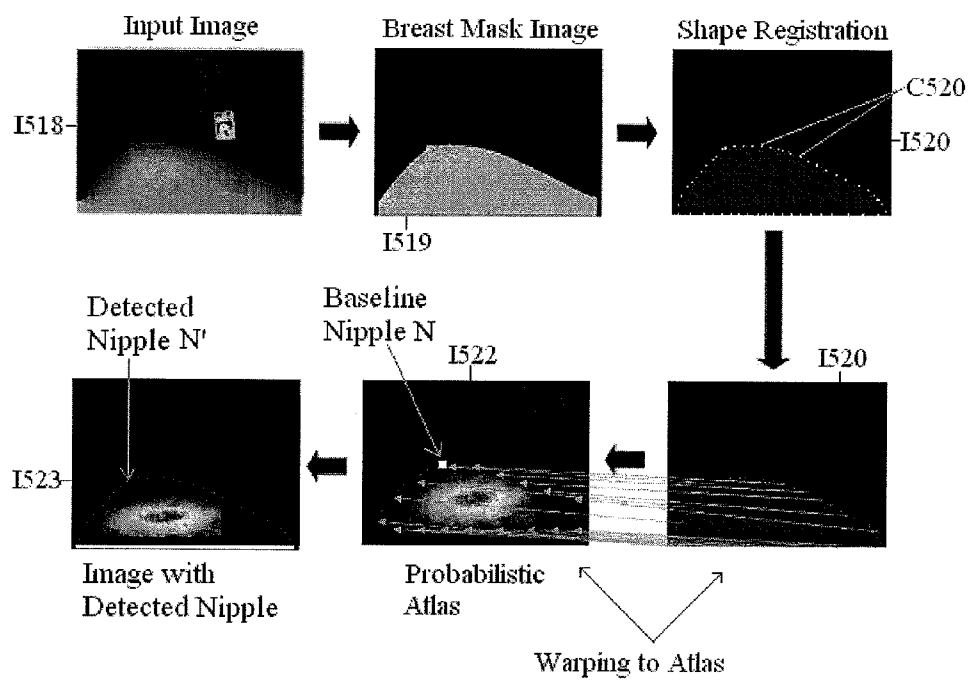 Input Image
Breast Mask Image
Shape Registration
C520
I518
I520
I519
Detected
Nipple N'
Baseline
Nipple N
I522
I520
I523
Image with
Detected Nipple
Probabilistic
Atlas
Warping to Atlas